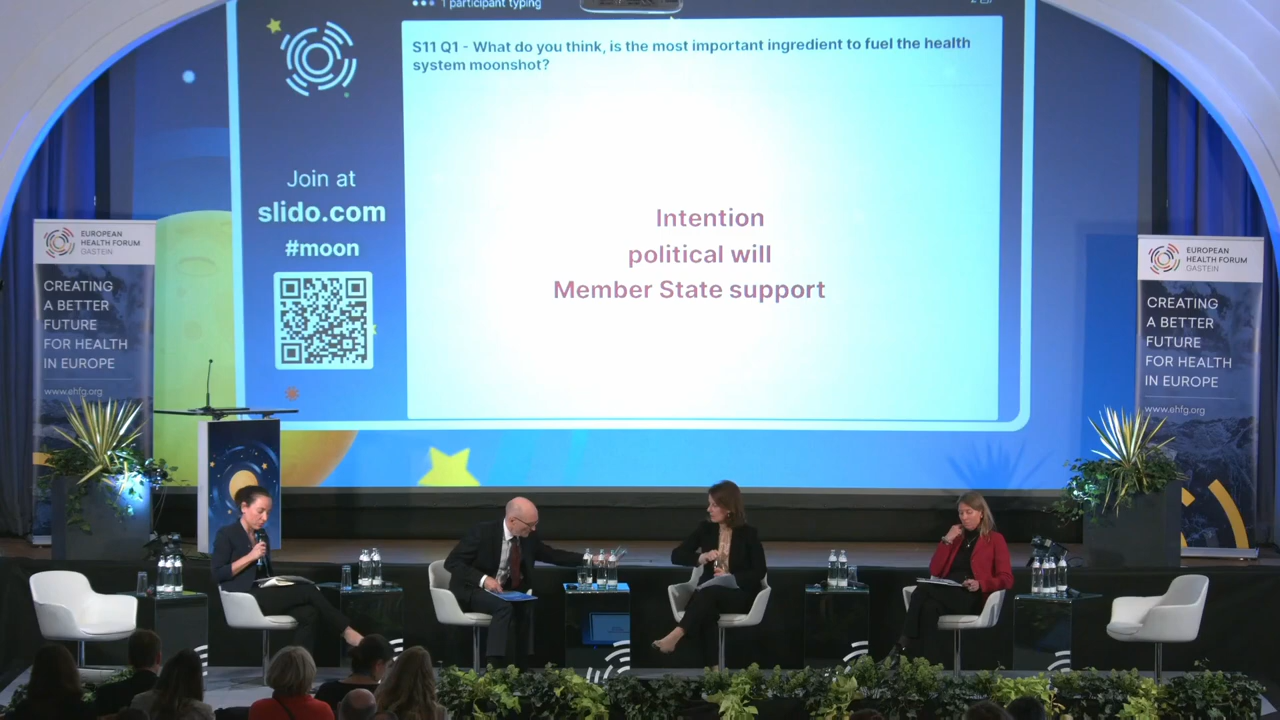 1 participant typing
S11 Q1 - What do you think, is the most important ingredient to fuel the health
system moonshot?
Join at
slido.com
#moon
Intention
political will
Member State support
EUROPEAN
HEALTH FORUM
GASTEIN
CREATING
A BETTER
FUTURE
FOR HEALTH
IN EUROPE
www.ehfg.org
EUROPEAN
HEALTH FORUM
GASTEIN
CREATING
A BETTER
FUTURE
FOR HEALTH
IN EUROPE
www.ehfg.org